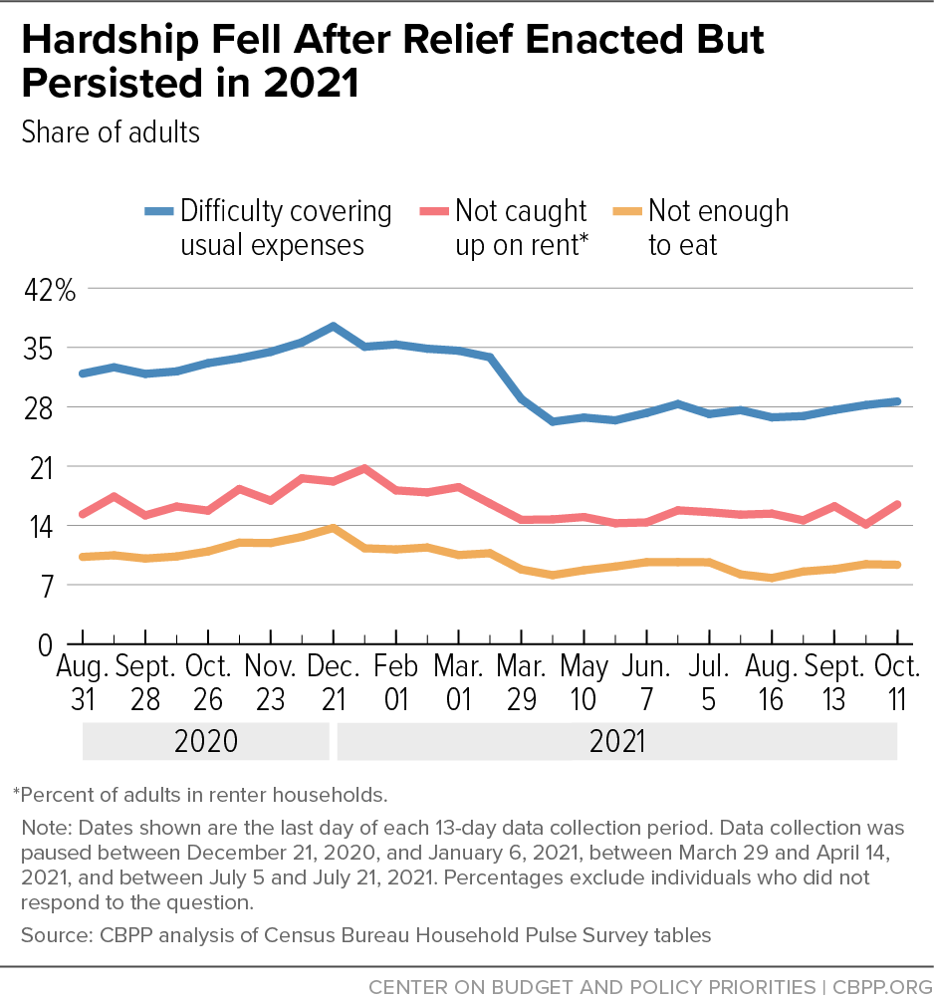 Hardship Fell After Relief Enacted But
Persisted in 2021
Share of adults
Difficulty covering
usual expenses
Not caught
up on rent*
Not enough
to eat
42%
35
28
21
14
7
0
Aug. Sept. Oct. Nov. Dec. Feb Mar. Mar. May Jun. Jul. Aug. Sept. Oct.
31 28 26 23 21 01 01 29 10 7 5 16 13 11
2020 2021
*Percent of adults in renter households.
Note: Dates shown are the last day of each 13-day data collection period. Data collection was
paused between December 21, 2020, and January 6, 2021, between March 29 and April 14,
2021, and between July 5 and July 21, 2021. Percentages exclude individuals who did not
respond to the question.
Source: CBPP analysis of Census Bureau Household Pulse Survey tables
CENTER ON BUDGET AND POLICY PRIORITIES | CBPP.ORG